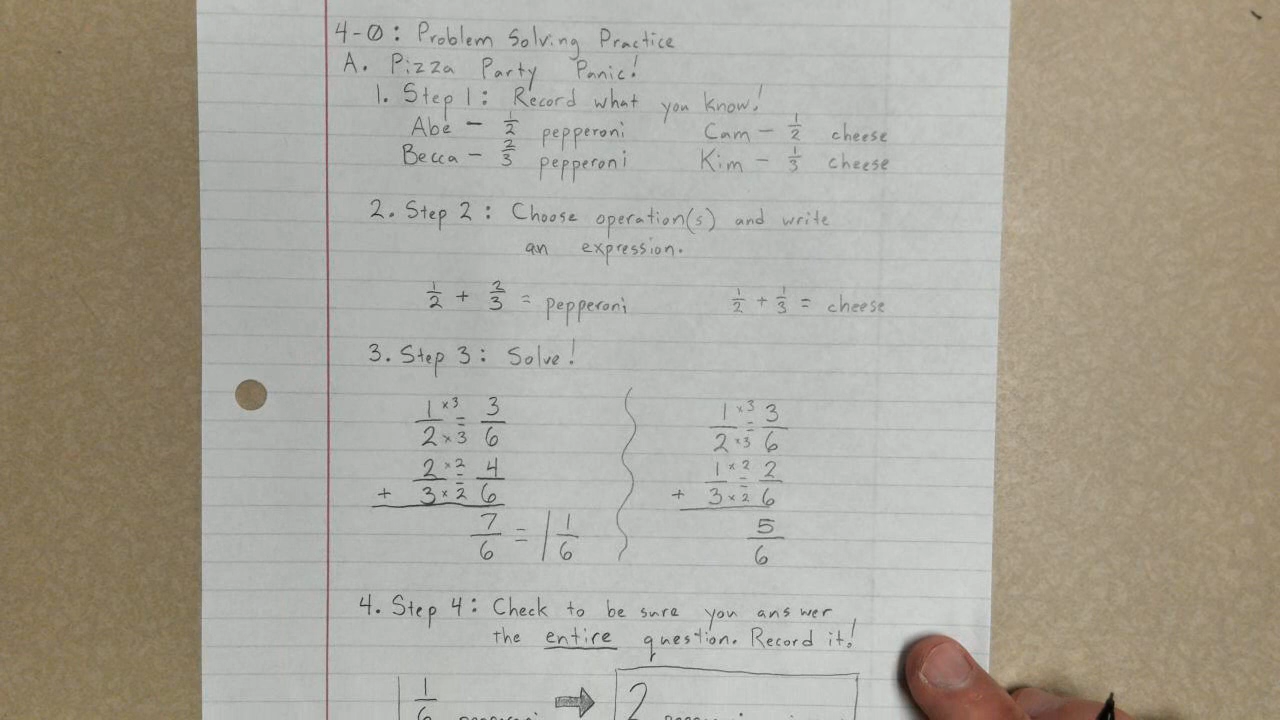 4-0: Problem Solving Practice
A. Pizza Party Panic!
1. Step 1: Record what you know!
Abe - 1/2 pepperoni Cam - 1/2 cheese
Becca - 2/3 pepperoni Kim - 1/3 cheese
2. Step 2: Choose operation(s) and write
an expression.
1/2 + 2/3 = pepperoni 1/2 + 1/3 = cheese
3. Step 3: Solve!
1 ×3 = 3 1 ×3 = 3
2 ×3 6 2 ×3 6
2 ×2 = 4 1 ×2 = 2
+ 3 ×2 6 + 3 ×2 6
7/6 = 1 1/6 5/6
4. Step 4: Check to be sure you answer
the entire question. Record it!
1 1/6 → 2